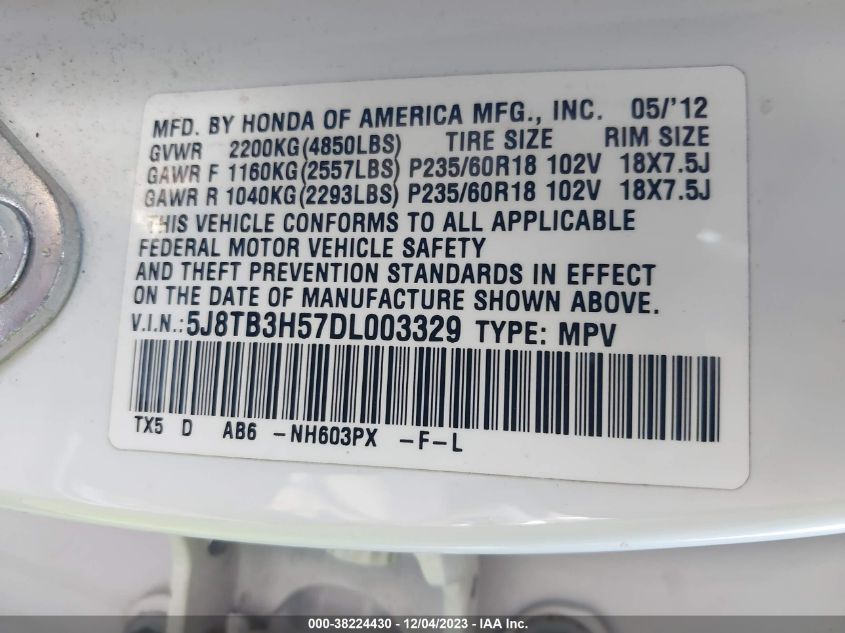 MFD. BY HONDA OF AMERICA MFG., INC. 05/'12
GVWR 2200KG(4850LBS) TIRE SIZE RIM SIZE
GAWR F 1160KG(2557LBS) P235/60R18 102V 18X7.5J
GAWR R 1040KG(2293LBS) P235/60R18 102V 18X7.5J
THIS VEHICLE CONFORMS TO ALL APPLICABLE
FEDERAL MOTOR VEHICLE SAFETY
AND THEFT PREVENTION STANDARDS IN EFFECT
ON THE DATE OF MANUFACTURE SHOWN ABOVE.
V.I.N.:5J8TB3H57DL003329 TYPE: MPV
TX5 D AB6 -NH603PX -F-L
000-38224430 - 12/04/2023 - IAA Inc.